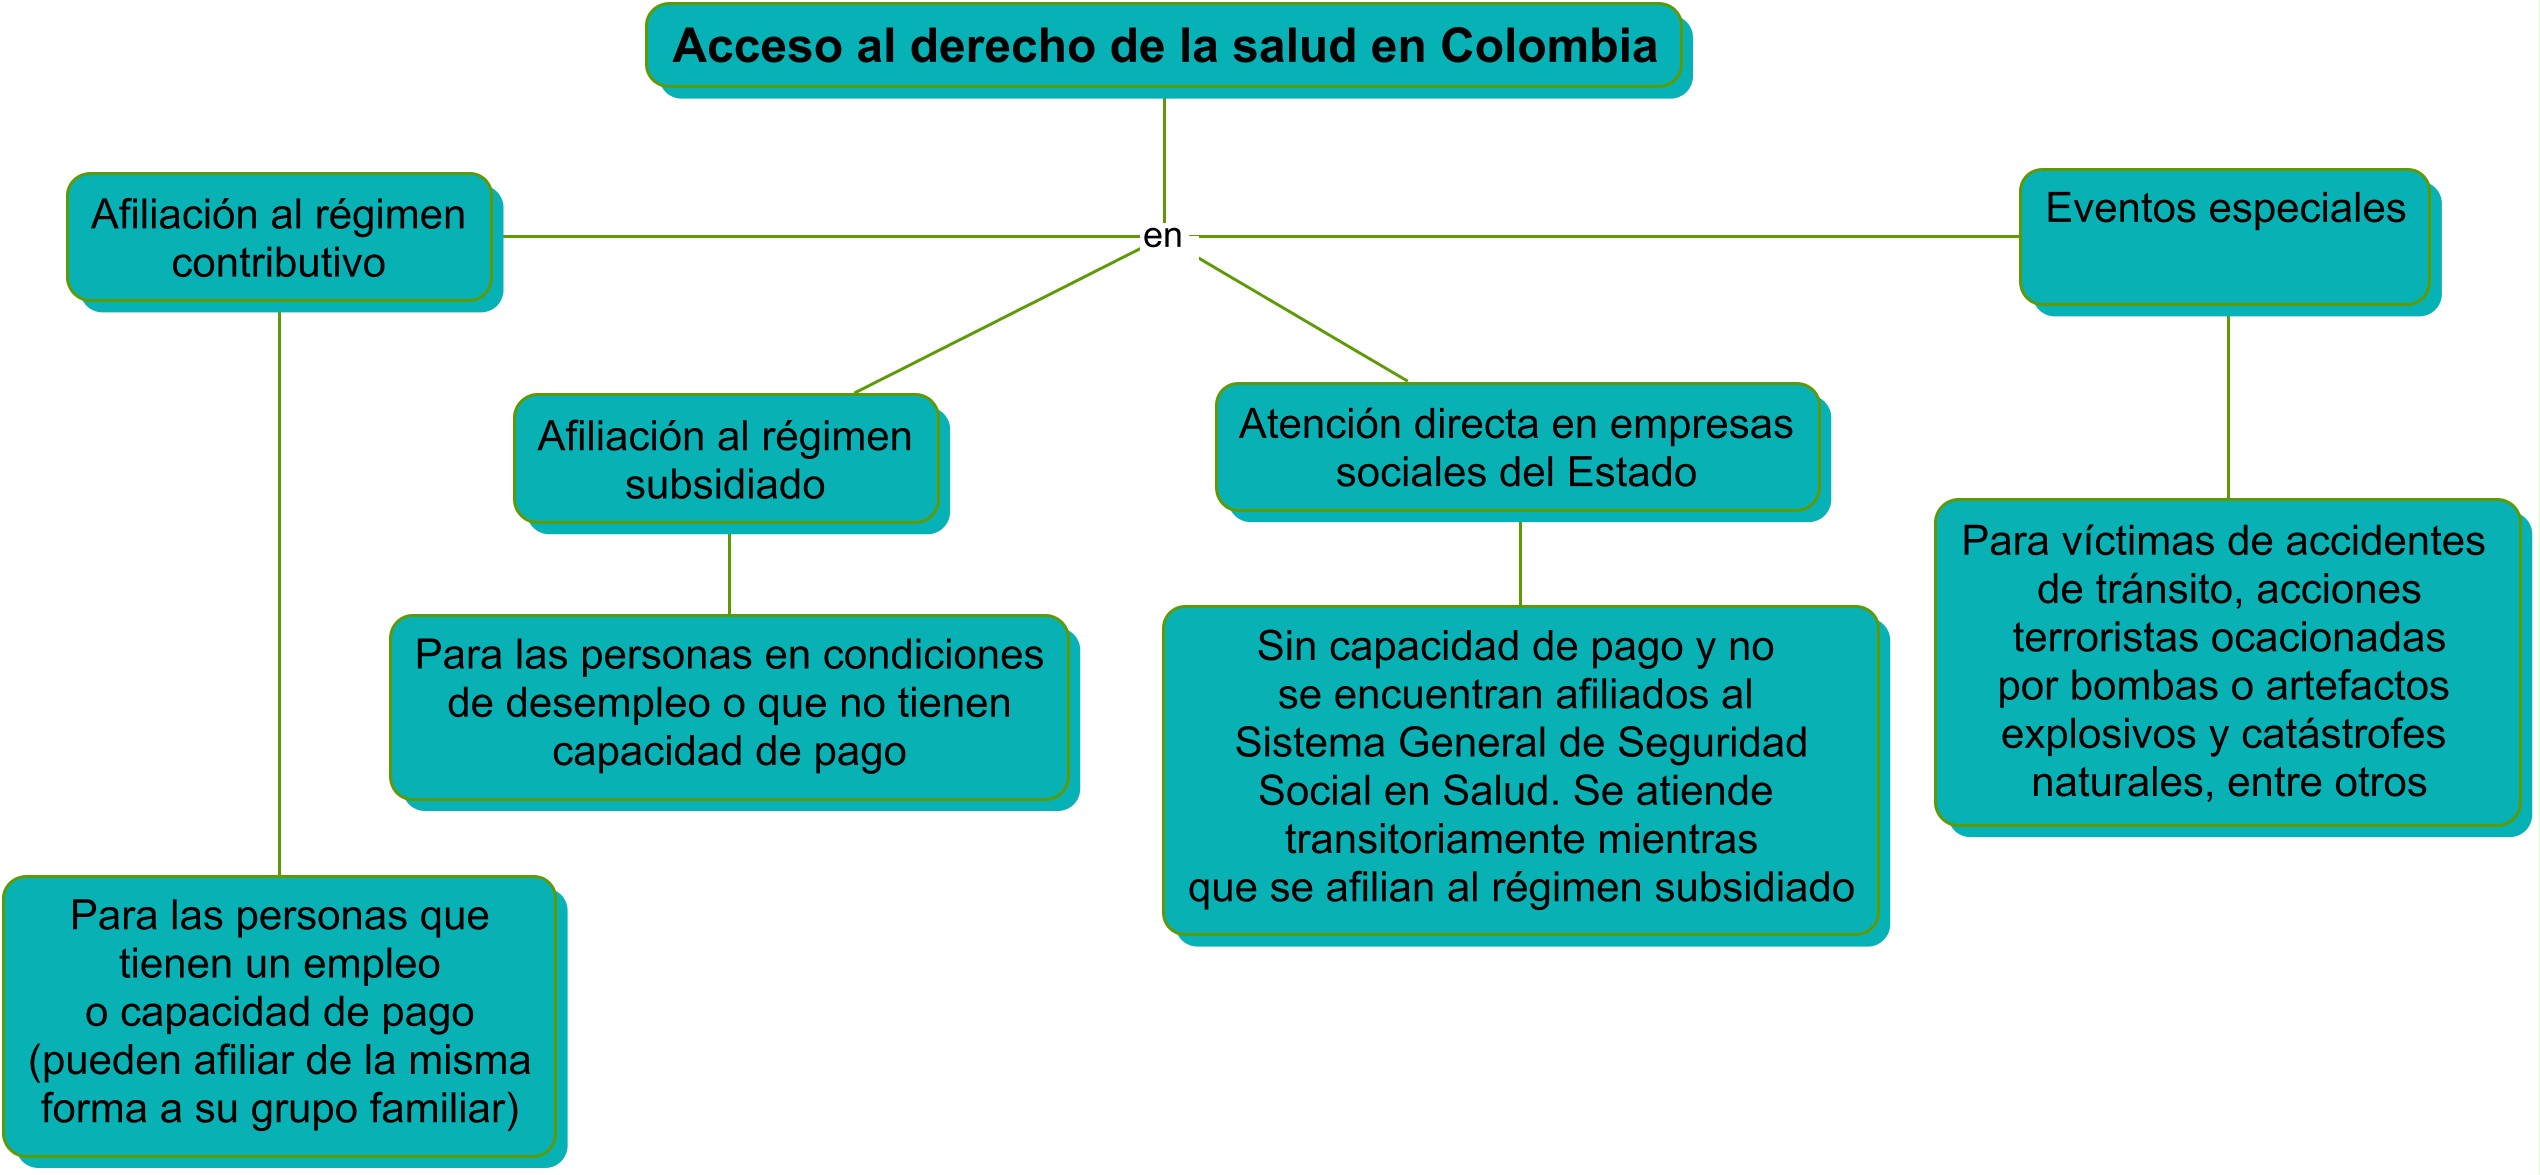 Acceso al derecho de la salud en Colombia
en
Afiliación al régimen
contributivo
Para las personas que
tienen un empleo
o capacidad de pago
(pueden afiliar de la misma
forma a su grupo familiar)
Afiliación al régimen
subsidiado
Para las personas en condiciones
de desempleo o que no tienen
capacidad de pago
Atención directa en empresas
sociales del Estado
Sin capacidad de pago y no
se encuentran afiliados al
Sistema General de Seguridad
Social en Salud. Se atiende
transitoriamente mientras
que se afilian al régimen subsidiado
Eventos especiales
Para víctimas de accidentes
de tránsito, acciones
terroristas ocacionadas
por bombas o artefactos
explosivos y catástrofes
naturales, entre otros